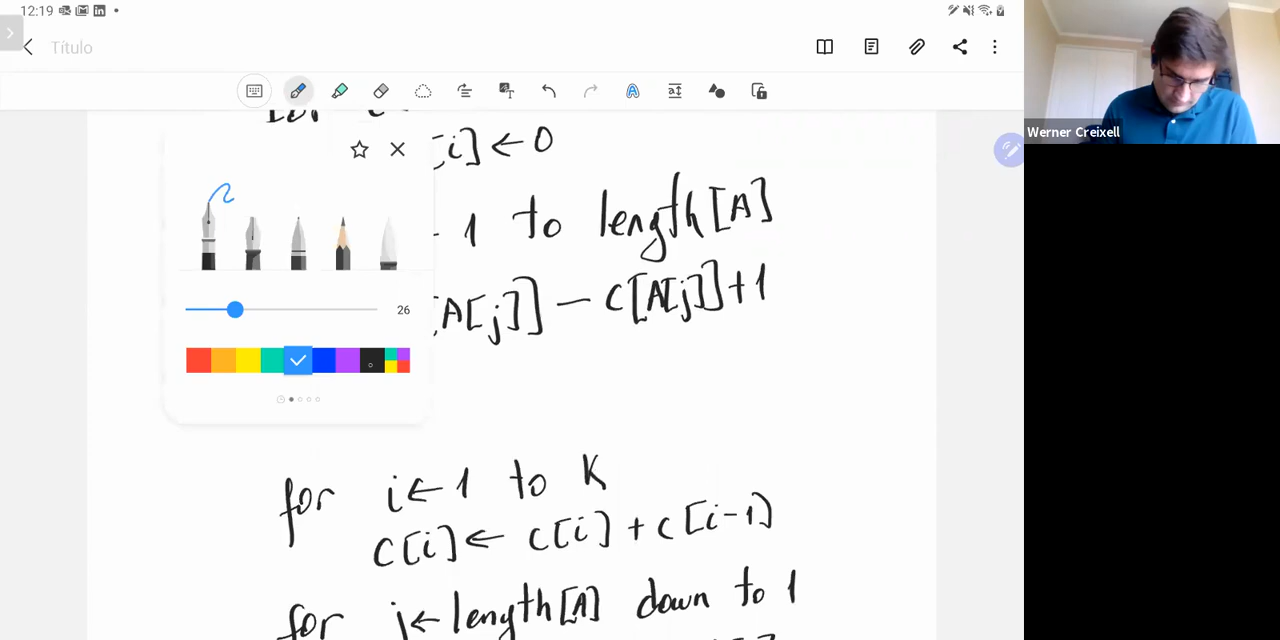 12:19
Título
Werner Creixell
for i
[i] ← 0
1 to length[A]
[A[j]] — C[A[j]]+1
26
for i ← 1 to K
C[i] ← C[i] + C[i-1]
for j ← length[A] down to 1